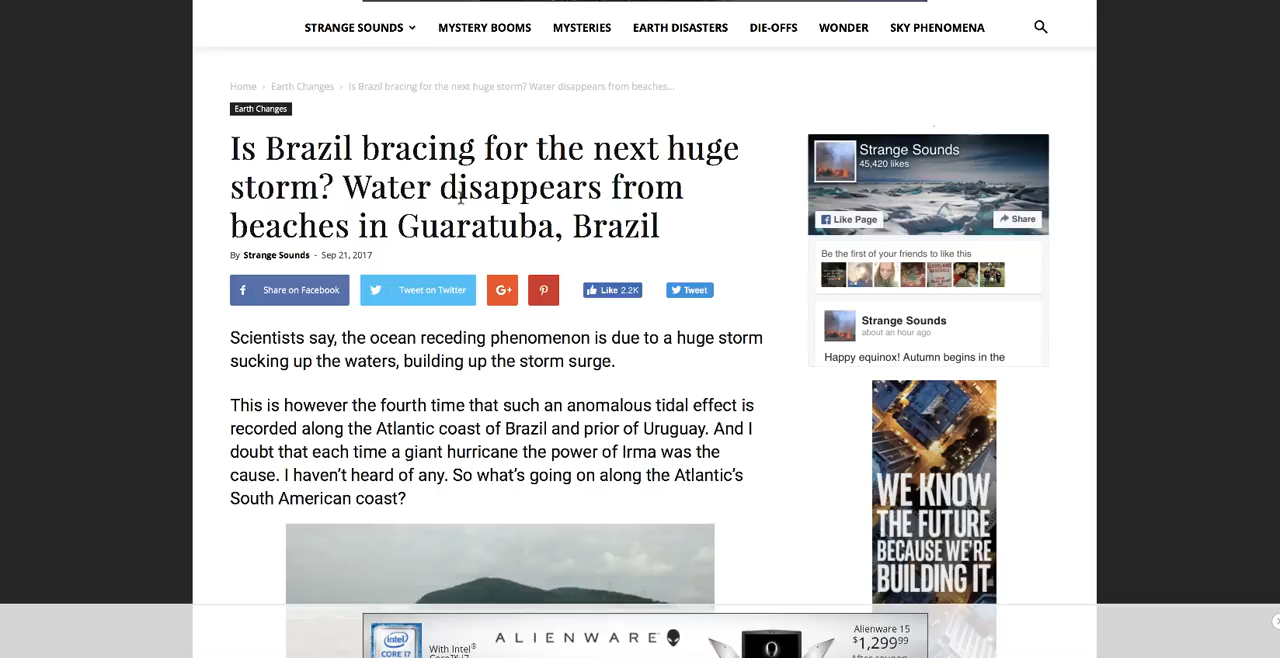 STRANGE SOUNDS MYSTERY BOOMS MYSTERIES EARTH DISASTERS DIE-OFFS WONDER SKY PHENOMENA
Home › Earth Changes › Is Brazil bracing for the next huge storm? Water disappears from beaches...
Earth Changes
Is Brazil bracing for the next huge
storm? Water disappears from
beaches in Guaratuba, Brazil
By Strange Sounds - Sep 21, 2017
Share on Facebook Tweet on Twitter G+ Like 2.2K Tweet
Scientists say, the ocean receding phenomenon is due to a huge storm
sucking up the waters, building up the storm surge.
This is however the fourth time that such an anomalous tidal effect is
recorded along the Atlantic coast of Brazil and prior of Uruguay. And I
doubt that each time a giant hurricane the power of Irma was the
cause. I haven't heard of any. So what's going on along the Atlantic's
South American coast?
Strange Sounds
45,420 likes
Like Page Share
Be the first of your friends to like this
Strange Sounds
about an hour ago
Happy equinox! Autumn begins in the
WE KNOW
THE FUTURE
BECAUSE WE'RE
BUILDING IT
intel
CORE i7
With Intel®
ALIENWARE
Alienware 15
$1,299.99